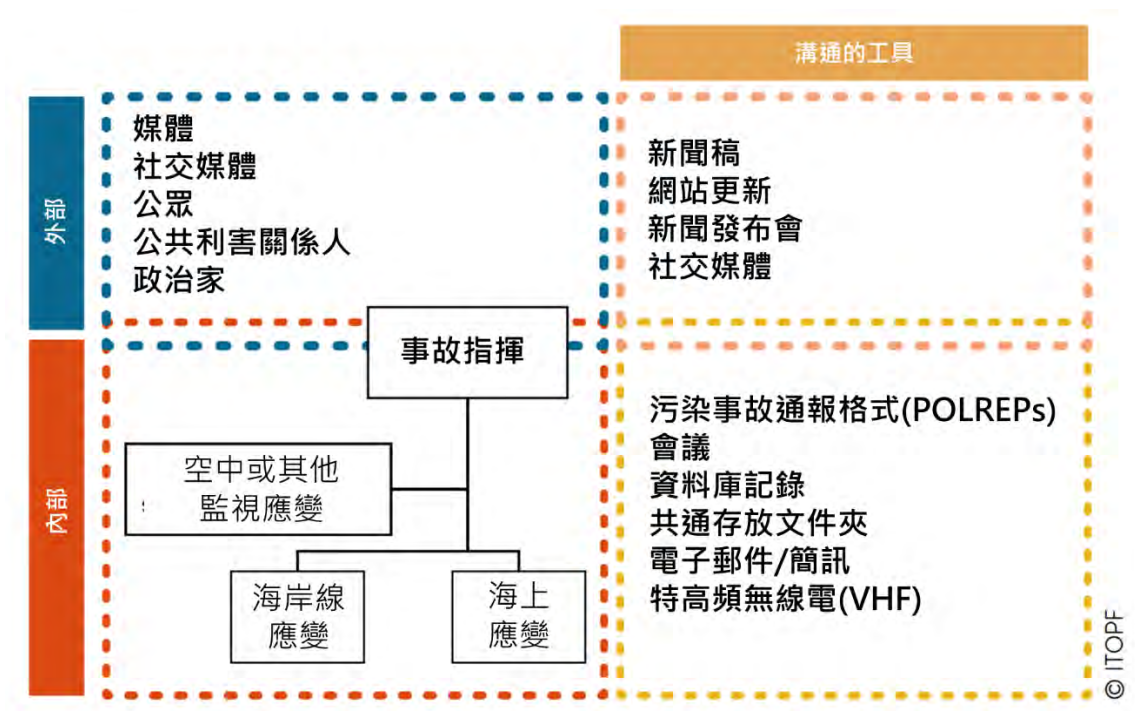 溝通的工具
外部
媒體
社交媒體
公眾
公共利害關係人
政治家
新聞稿
網站更新
新聞發布會
社交媒體
內部
事故指揮
空中或其他
監視應變
海岸線
應變
海上
應變
污染事故通報格式(POLREPs)
會議
資料庫記錄
共通存放文件夾
電子郵件/簡訊
特高頻無線電(VHF)
© ITOPF